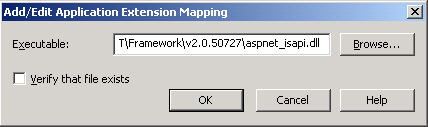 Add/Edit Application Extension Mapping
Executable: T\Framework\v2.0.50727\aspnet_isapi.dll Browse...
Verify that file exists
OK Cancel Help